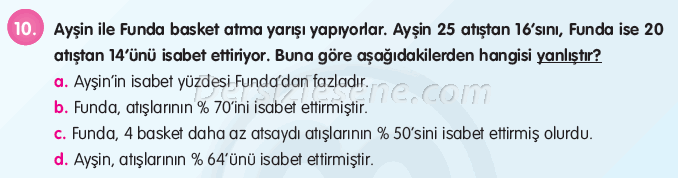 10. Ayşin ile Funda basket atma yarışı yapıyorlar. Ayşin 25 atıştan 16’sını, Funda ise 20
atıştan 14’ünü isabet ettiriyor. Buna göre aşağıdakilerden hangisi yanlıştır?
a. Ayşin’in isabet yüzdesi Funda’dan fazladır.
Dersizlesene.com
b. Funda, atışlarının % 70’ini isabet ettirmiştir.
c. Funda, 4 basket daha az atsaydı atışlarının % 50’sini isabet ettirmiş olurdu.
d. Ayşin, atışlarının % 64’ünü isabet ettirmiştir.